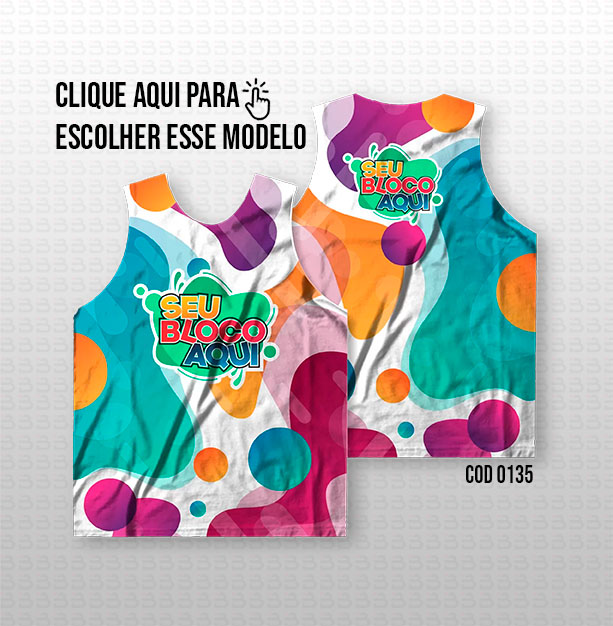 CLIQUE AQUI PARA
ESCOLHER ESSE MODELO
SEU
BLOCO
AQUI
SEU
BLOCO
AQUI
COD 0135